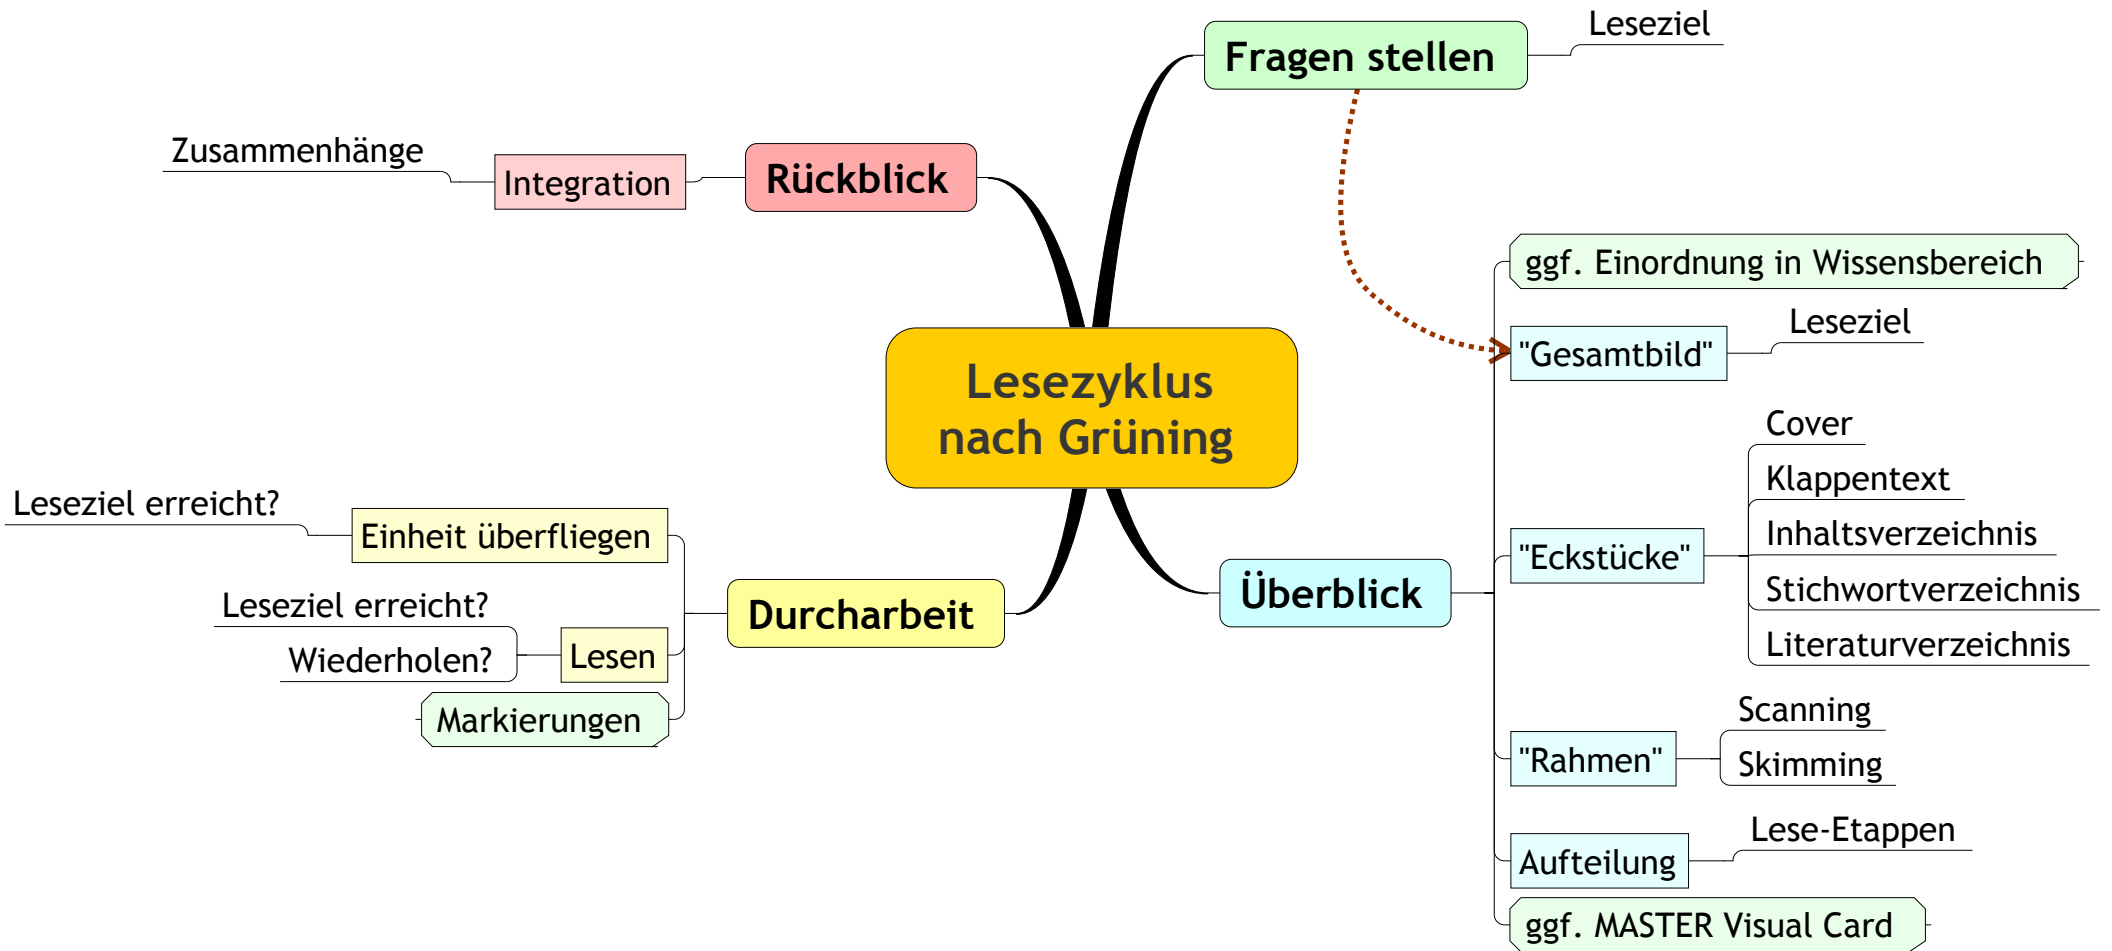 Lesezyklus
nach Grüning
Fragen stellen
Leseziel
Überblick
ggf. Einordnung in Wissensbereich
"Gesamtbild"
Leseziel
"Eckstücke"
Cover
Klappentext
Inhaltsverzeichnis
Stichwortverzeichnis
Literaturverzeichnis
"Rahmen"
Scanning
Skimming
Aufteilung
Lese-Etappen
ggf. MASTER Visual Card
Durcharbeit
Einheit überfliegen
Leseziel erreicht?
Lesen
Leseziel erreicht?
Wiederholen?
Markierungen
Rückblick
Integration
Zusammenhänge